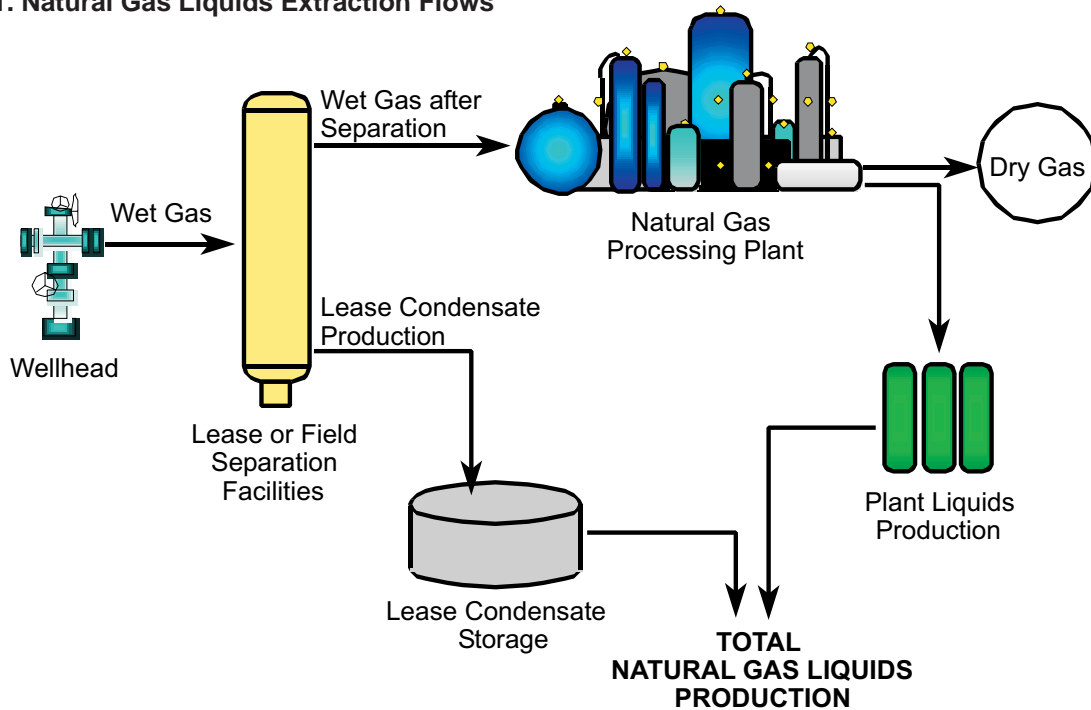 1. Natural Gas Liquids Extraction Flows
Wet Gas after
Separation
Dry Gas
Wet Gas
Natural Gas
Processing Plant
Lease Condensate
Production
Wellhead
Lease or Field
Separation
Facilities
Plant Liquids
Production
Lease Condensate
Storage
TOTAL
NATURAL GAS LIQUIDS
PRODUCTION